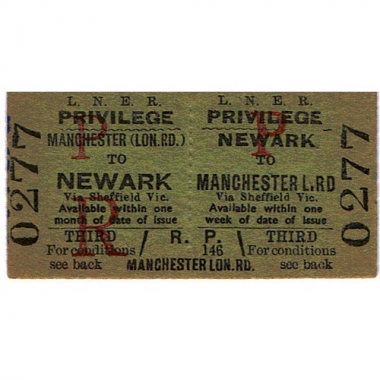 L. N. E. R.
PRIVILEGE
MANCHESTER (LON.RD.)
TO
NEWARK
Via Sheffield Vic.
Available within one
month of date of issue
THIRD
For conditions
see back
0277
P
R
L. N. E. R.
PRIVILEGE
NEWARK
TO
MANCHESTER L.RD
Via Sheffield Vic.
Available within one
week of date of issue
THIRD
For conditions
see back
0277
P
/ R. P. /
146
MANCHESTER LON.RD.